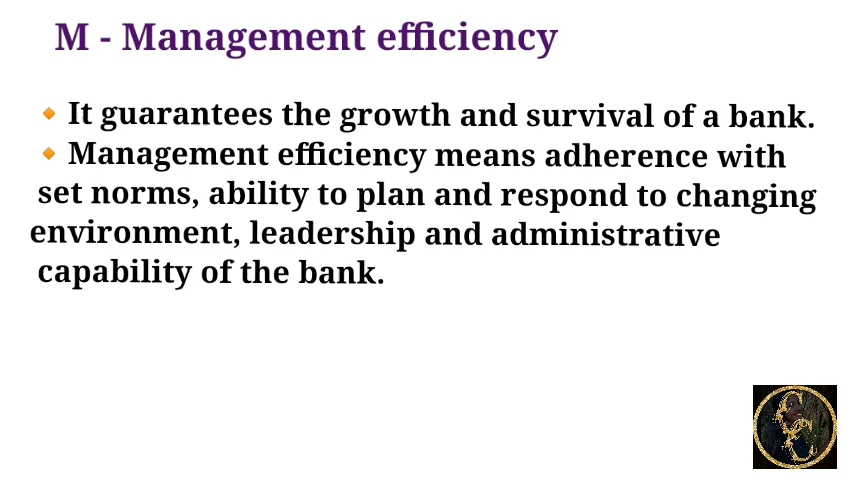 M - Management efficiency
🔸 It guarantees the growth and survival of a bank.
🔸 Management efficiency means adherence with
set norms, ability to plan and respond to changing
environment, leadership and administrative
capability of the bank.